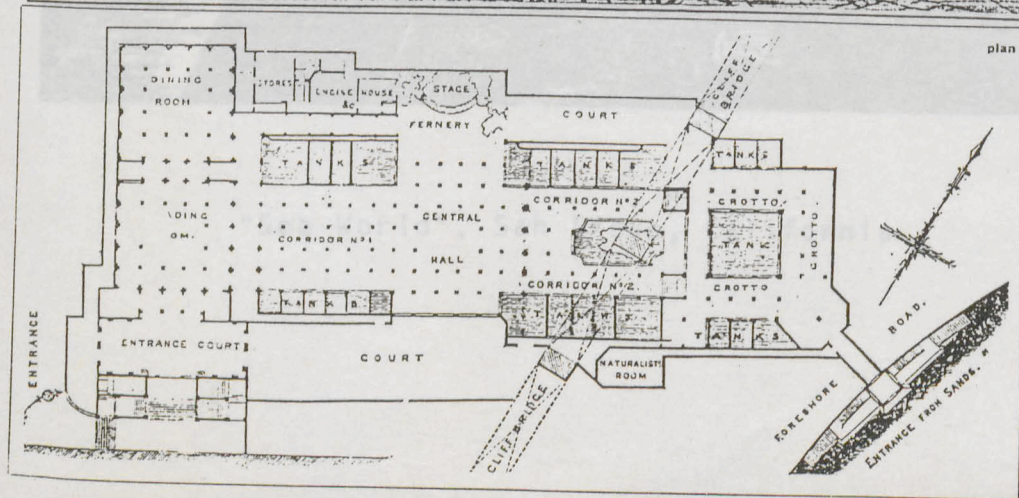 plan
DINING
ROOM
STORES
ENGINE HOUSE
&c
STAGE
FERNERY
COURT
CLIFF
BRIDGE
TANKS
TANKS
TANKS
CORRIDOR Nº 2
GROTTO
CENTRAL
HALL
ADING
OM.
CORRIDOR Nº 1
TANK
GROTTO
GROTTO
CORRIDOR Nº 2.
TANKS
TANKS
TANKS
ENTRANCE
ENTRANCE COURT
COURT
NATURALISTS
ROOM
CLIFF-BRIDGE
ROAD.
FORESHORE
ENTRANCE FROM SANDS.